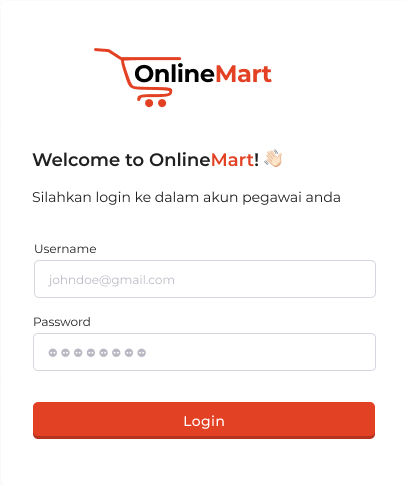 OnlineMart
Welcome to OnlineMart! 👋🏻
Silahkan login ke dalam akun pegawai anda
Username
johndoe@gmail.com
Password
Login